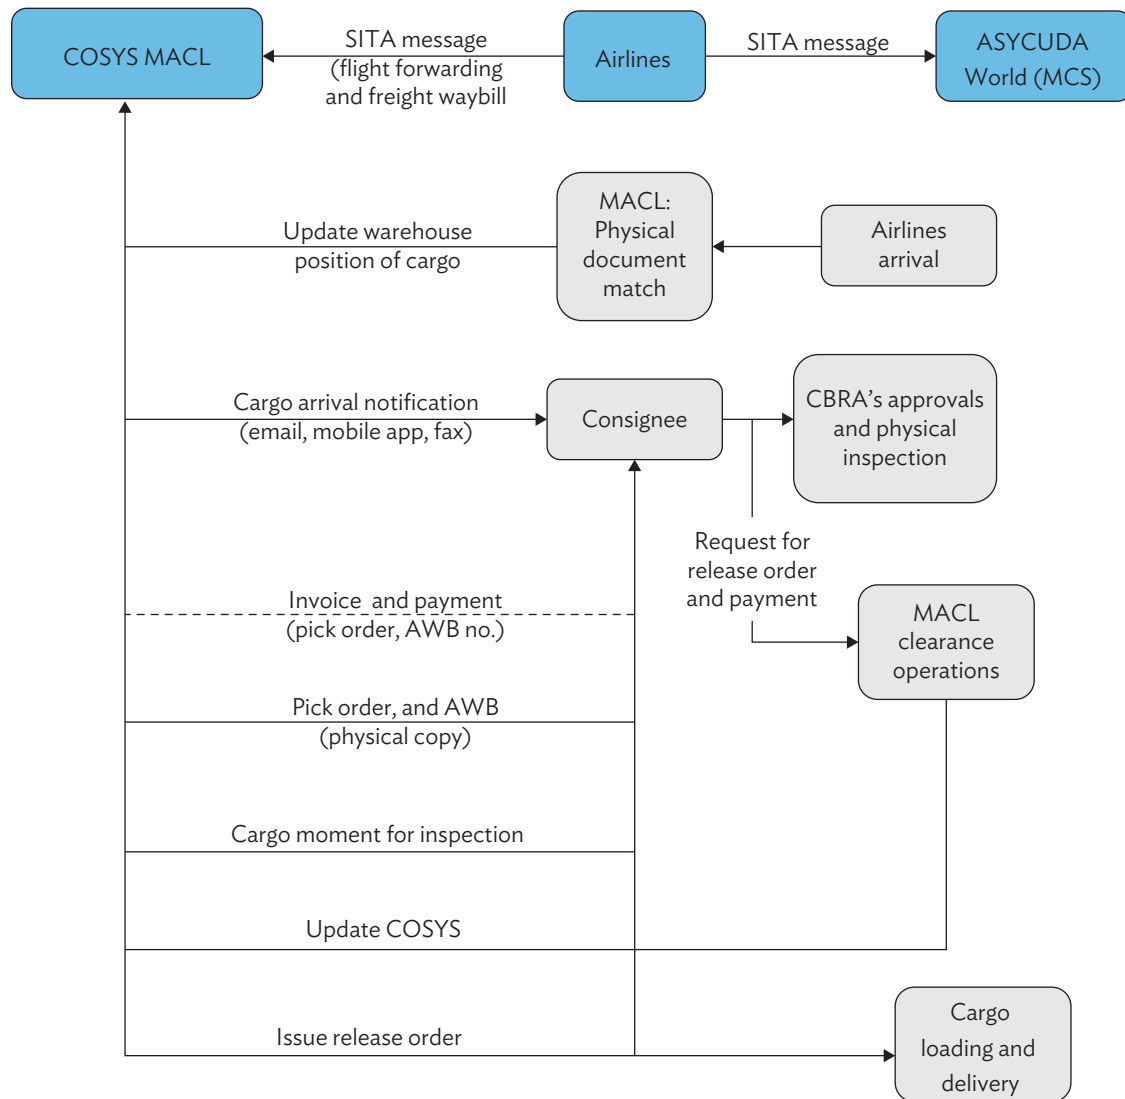 COSYS MACL
SITA message
(flight forwarding
and freight waybill
Airlines
SITA message
ASYCUDA
World (MCS)
Update warehouse
position of cargo
MACL:
Physical
document
match
Airlines
arrival
Cargo arrival notification
(email, mobile app, fax)
Consignee
CBRA’s approvals
and physical
inspection
Request for
release order
and payment
Invoice and payment
(pick order, AWB no.)
MACL
clearance
operations
Pick order, and AWB
(physical copy)
Cargo moment for inspection
Update COSYS
Issue release order
Cargo
loading and
delivery